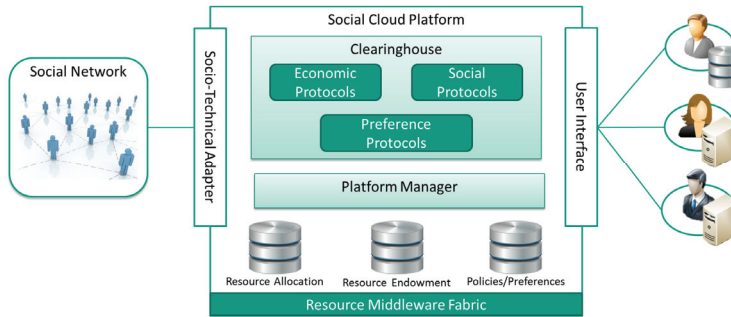 Social Cloud Platform
Social Network
Socio-Technical Adapter
Clearinghouse
Economic
Protocols
Social
Protocols
Preference
Protocols
Platform Manager
Resource Allocation
Resource Endowment
Policies/Preferences
Resource Middleware Fabric
User Interface